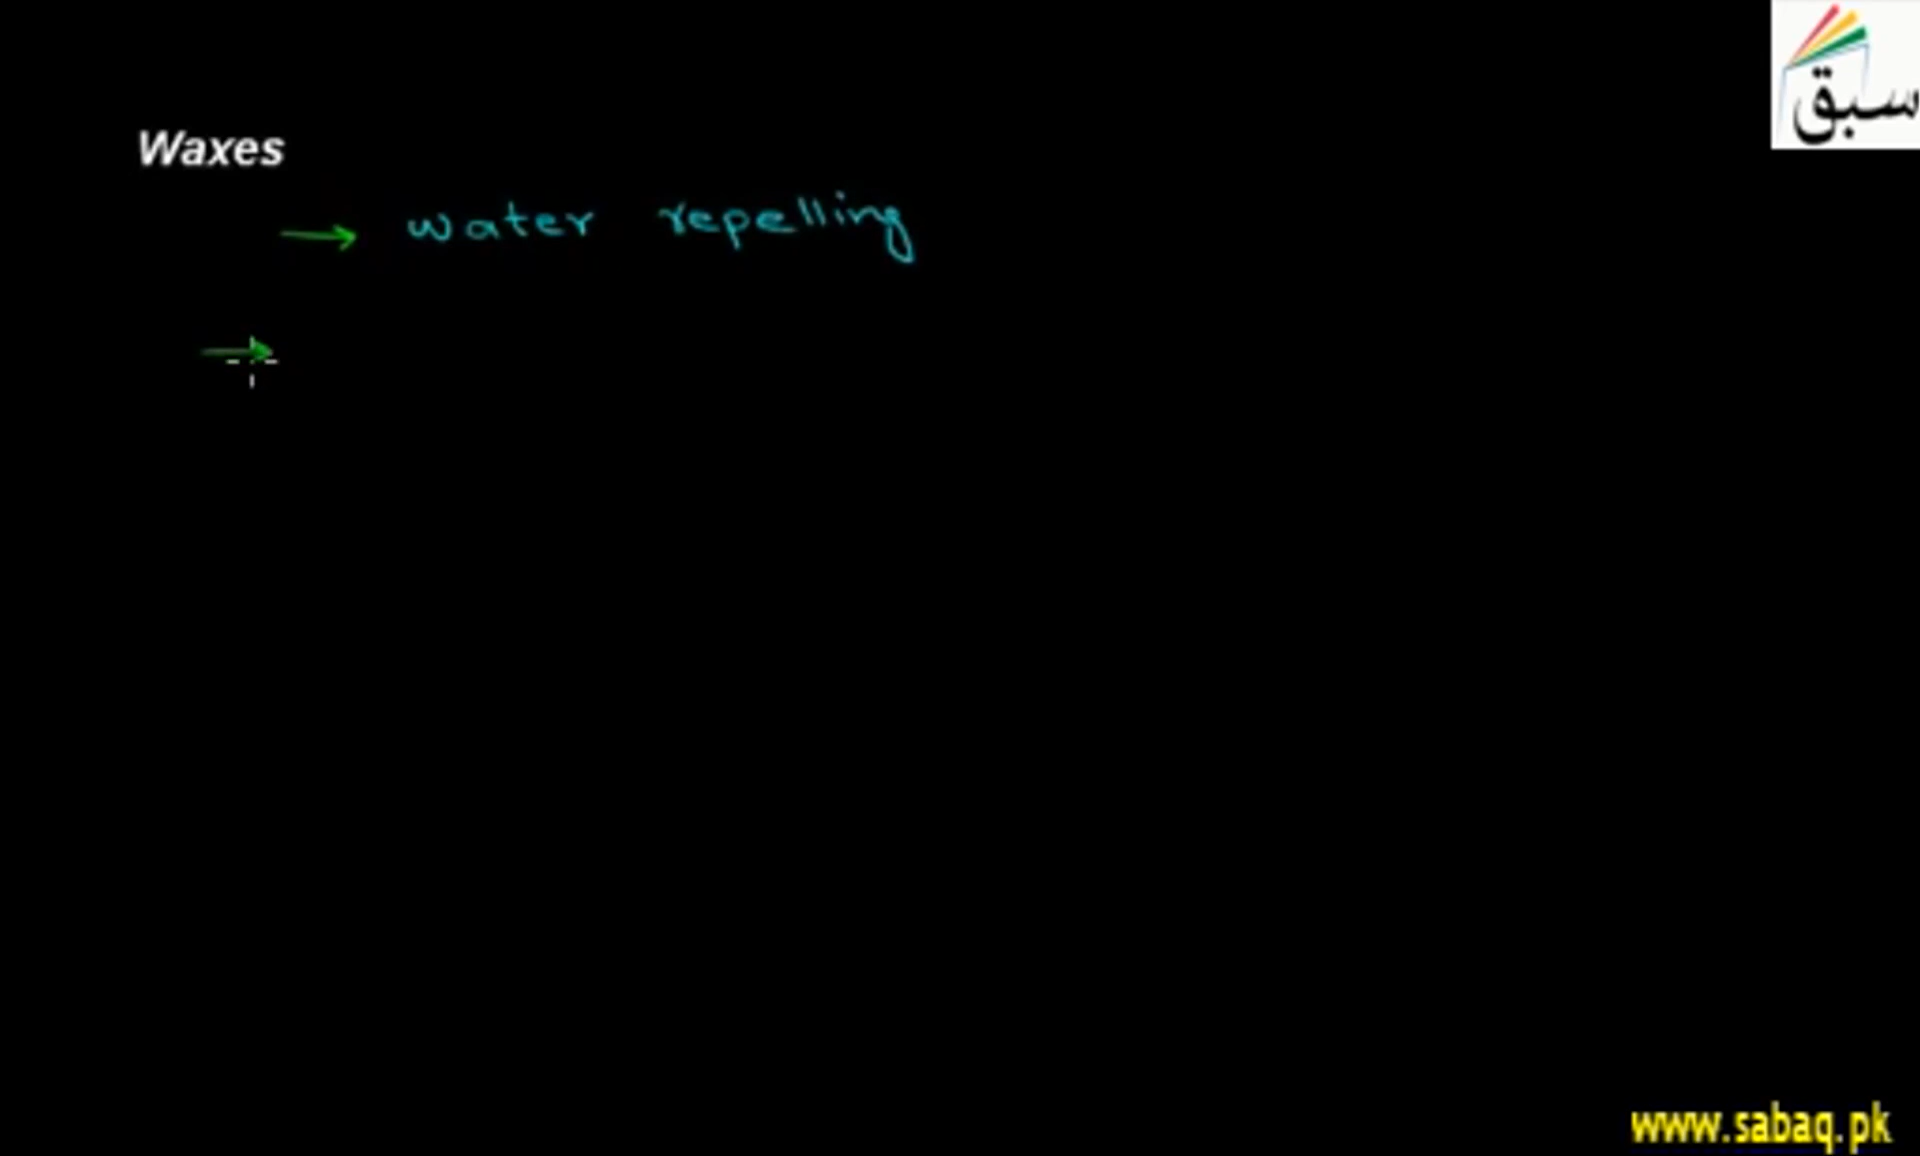 سبق
Waxes
→ water repelling
→
www.sabaq.pk